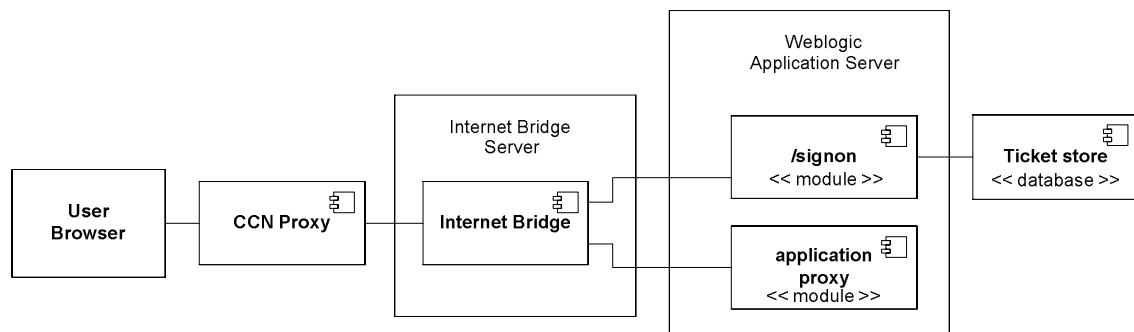 User
Browser
CCN Proxy
Internet Bridge
Server
Internet Bridge
Weblogic
Application Server
/signon
<< module >>
application
proxy
<< module >>
Ticket store
<< database >>